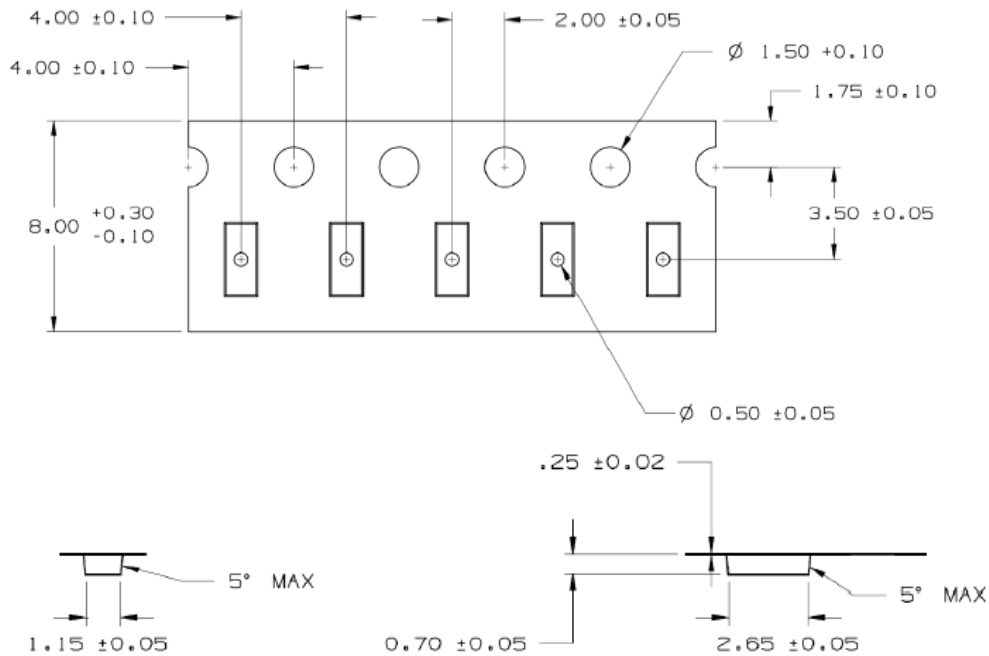 4.00 ±0.10
2.00 ±0.05
Ø 1.50 +0.10
4.00 ±0.10
1.75 ±0.10
8.00 +0.30
-0.10
3.50 ±0.05
Ø 0.50 ±0.05
.25 ±0.02
5° MAX
5° MAX
1.15 ±0.05
0.70 ±0.05
2.65 ±0.05